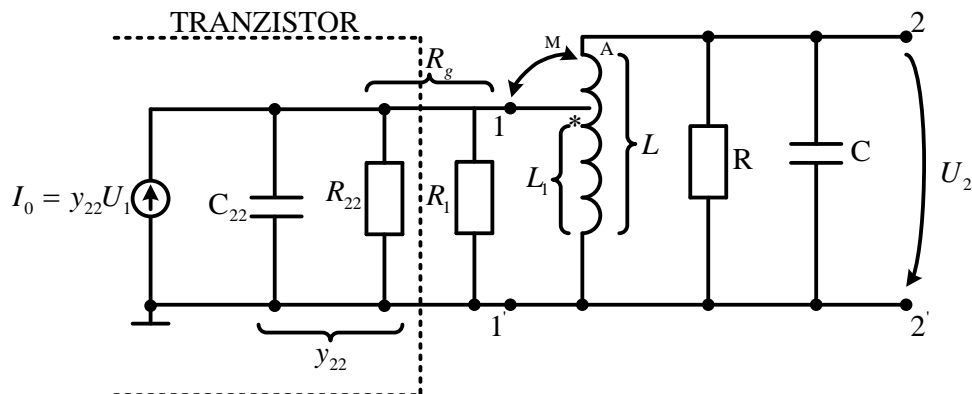 TRANZISTOR
2
M
A
R_g
1
*
I_0 = y_22 U_1
C_22
R_22
R_1
L_1
L
R
C
U_2
1'
2'
y_22